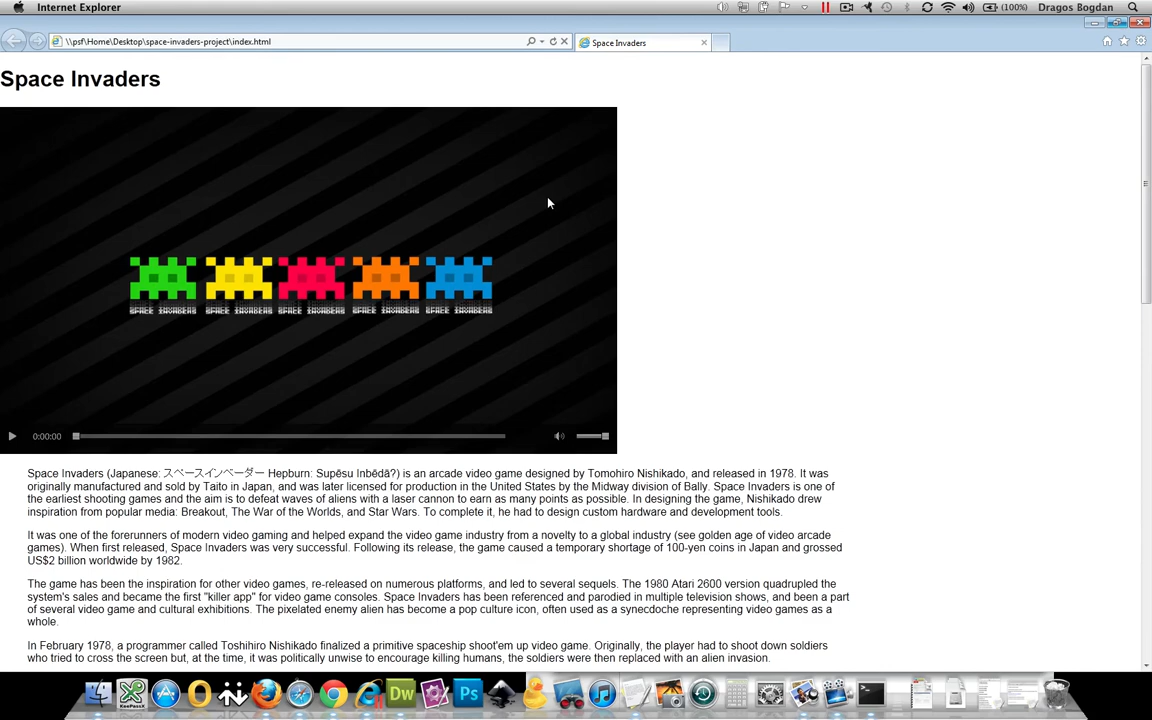 Internet Explorer
(100%)
Dragos Bogdan
\\psf\Home\Desktop\space-invaders-project\index.html
Space Invaders
Space Invaders
SPACE INVADERS SPACE INVADERS SPACE INVADERS SPACE INVADERS SPACE INVADERS
0:00:00
Space Invaders (Japanese: スペースインベーダー Hepburn: Supēsu Inbēdā?) is an arcade video game designed by Tomohiro Nishikado, and released in 1978. It was
originally manufactured and sold by Taito in Japan, and was later licensed for production in the United States by the Midway division of Bally. Space Invaders is one of
the earliest shooting games and the aim is to defeat waves of aliens with a laser cannon to earn as many points as possible. In designing the game, Nishikado drew
inspiration from popular media: Breakout, The War of the Worlds, and Star Wars. To complete it, he had to design custom hardware and development tools.
It was one of the forerunners of modern video gaming and helped expand the video game industry from a novelty to a global industry (see golden age of video arcade
games). When first released, Space Invaders was very successful. Following its release, the game caused a temporary shortage of 100-yen coins in Japan and grossed
US$2 billion worldwide by 1982.
The game has been the inspiration for other video games, re-released on numerous platforms, and led to several sequels. The 1980 Atari 2600 version quadrupled the
system's sales and became the first "killer app" for video game consoles. Space Invaders has been referenced and parodied in multiple television shows, and been a part
of several video game and cultural exhibitions. The pixelated enemy alien has become a pop culture icon, often used as a synecdoche representing video games as a
whole.
In February 1978, a programmer called Toshihiro Nishikado finalized a primitive spaceship shoot'em up video game. Originally, the player had to shoot down soldiers
who tried to cross the screen but, at the time, it was politically unwise to encourage killing humans, the soldiers were then replaced with an alien invasion.
KeePassX
Dw
Ps